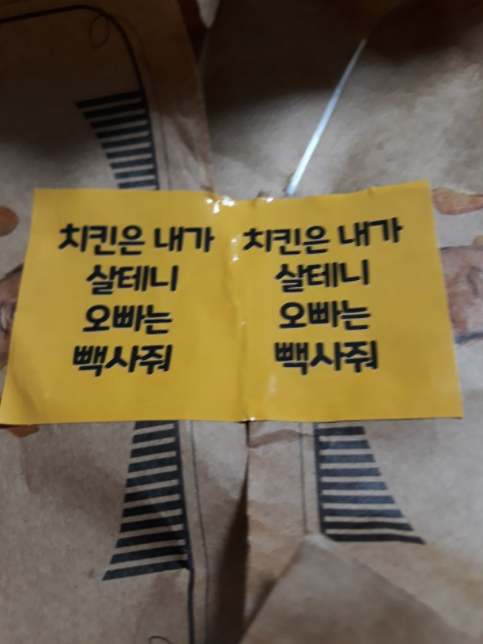 치킨은 내가
살테니
오빠는
빽사줘
치킨은 내가
살테니
오빠는
빽사줘